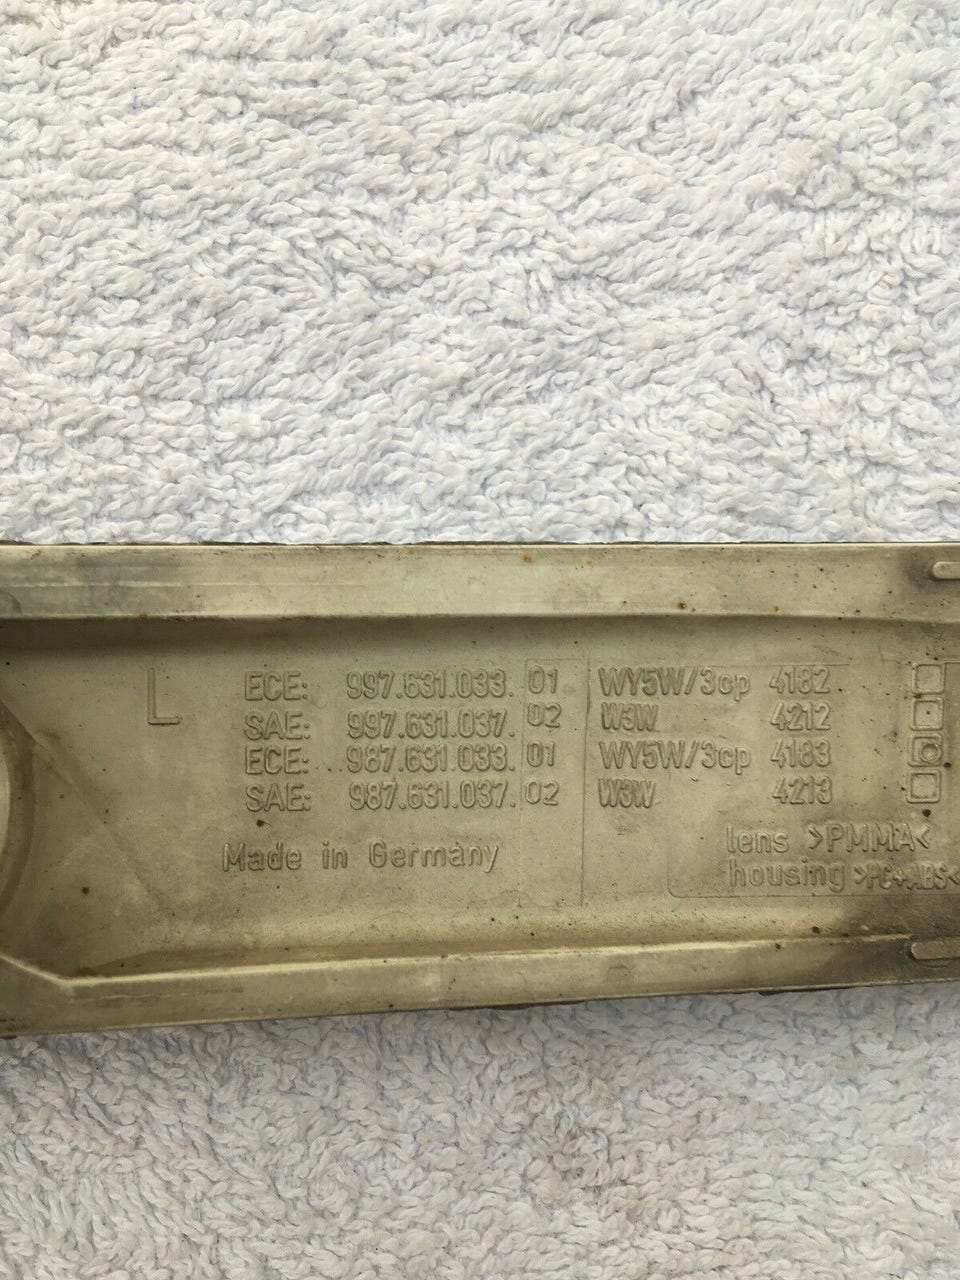 L
ECE: 997.631.033. 01 WY5W/3cp 4182
SAE: 997.631.037. 02 W3W 4212
ECE: 987.631.033. 01 WY5W/3cp 4183
SAE: 987.631.037. 02 W3W 4213
Made in Germany
lens >PMMA<
housing >PC+ABS<